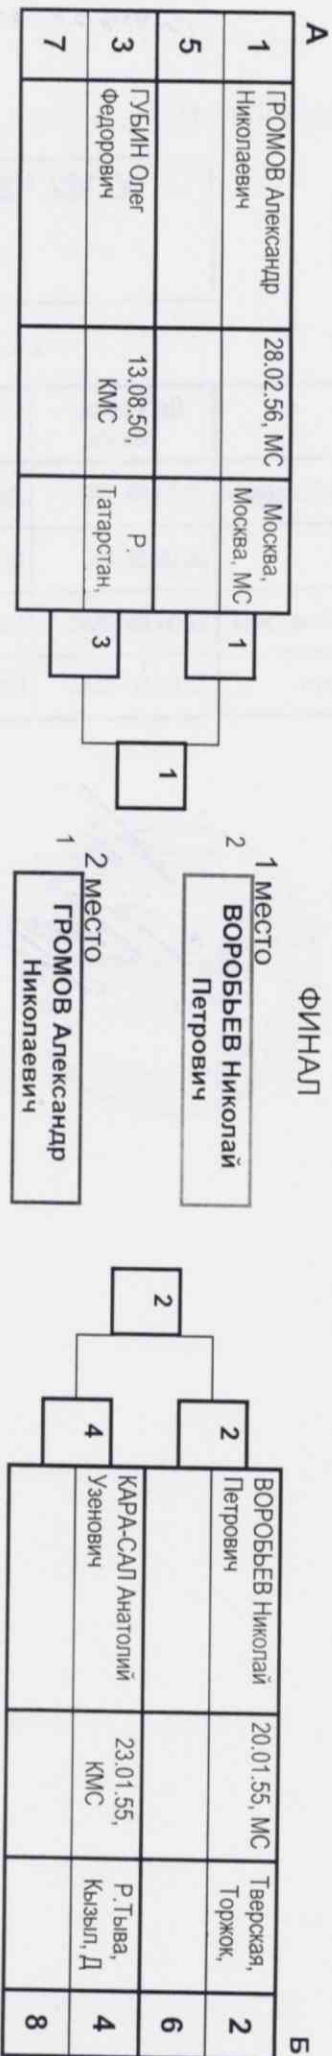 А
1
ГРОМОВ Александр
Николаевич
28.02.56, МС
Москва,
Москва, МС
5
3
ГУБИН Олег
Федорович
13.08.50,
КМС
Р.
Татарстан,
7
1
3
1
ФИНАЛ
1 место
2
ВОРОБЬЕВ Николай
Петрович
2 место
1
ГРОМОВ Александр
Николаевич
2
2
4
Б
ВОРОБЬЕВ Николай
Петрович
20.01.55, МС
Тверская,
Торжок,
2
6
КАРА-САЛ Анатолий
Узенович
23.01.55,
КМС
Р.Тыва,
Кызыл, Д
4
8